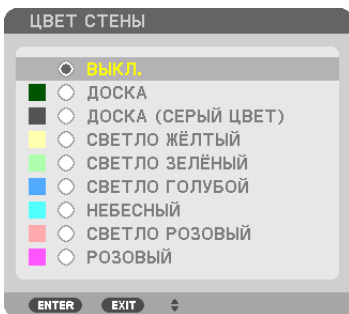 ЦВЕТ СТЕНЫ
ВЫКЛ.
ДОСКА
ДОСКА (СЕРЫЙ ЦВЕТ)
СВЕТЛО ЖЁЛТЫЙ
СВЕТЛО ЗЕЛЁНЫЙ
СВЕТЛО ГОЛУБОЙ
НЕБЕСНЫЙ
СВЕТЛО РОЗОВЫЙ
РОЗОВЫЙ
ENTER EXIT